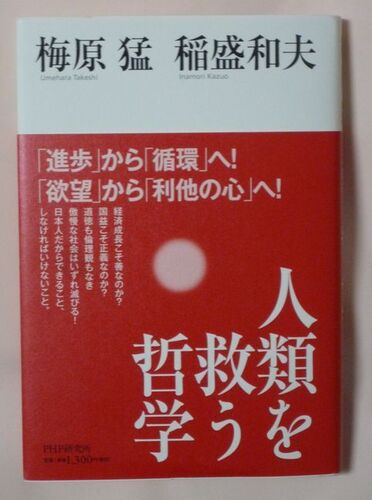 梅原 猛 稲盛和夫
Umehara Takeshi Inamori Kazuo
「進歩」から「循環」へ!
「欲望」から「利他の心」へ!
経済成長こそ善なのか?
国益こそ正義なのか?
道徳も倫理観もなき
傲慢な社会はいずれ滅びる!
日本人だからできること、
しなければいけないこと。
人類を
救う
哲学
PHP研究所
1,300